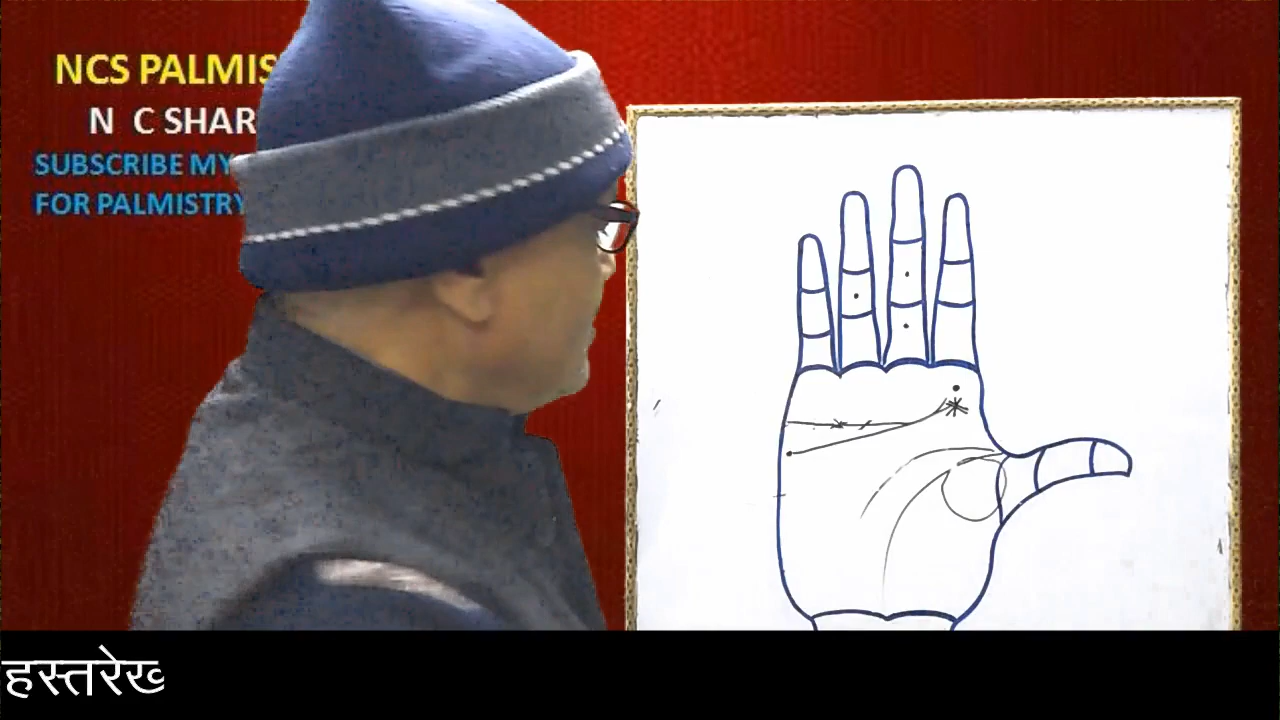 NCS PALMIS
N C SHAR
SUBSCRIBE MY
FOR PALMISTRY
हस्तरेख